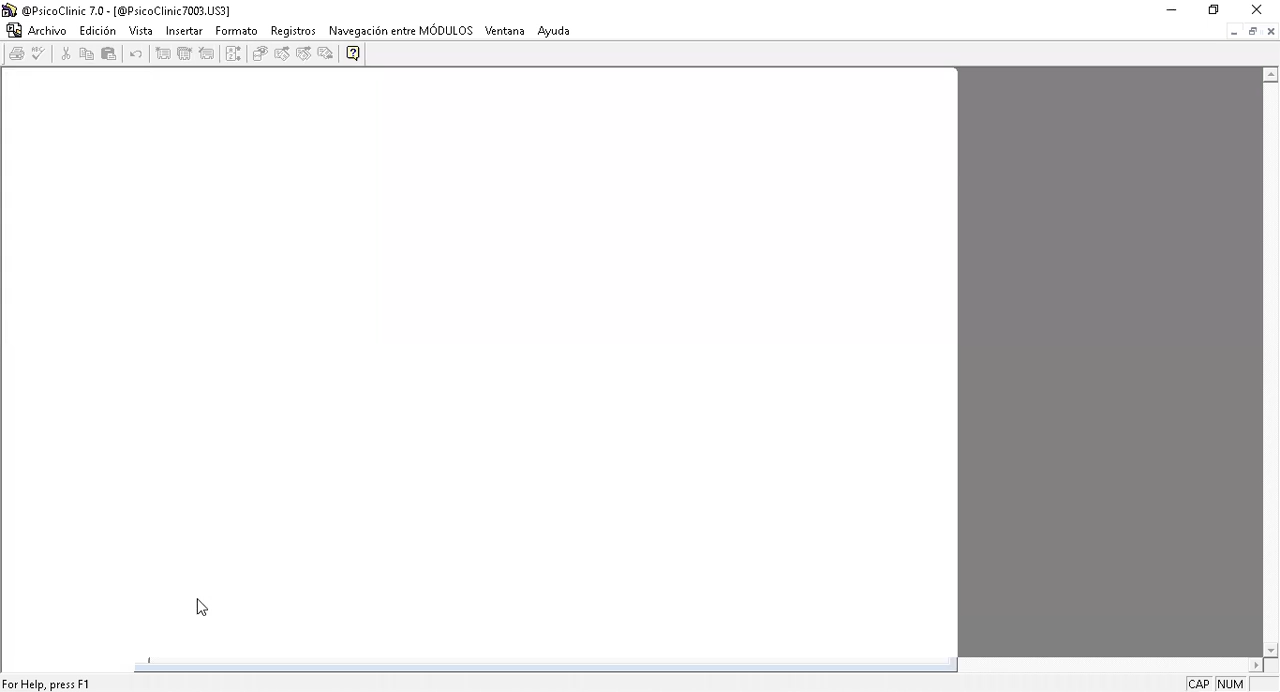 @PsicoClinic 7.0 - [@PsicoClinic7003.US3]
Archivo Edición Vista Insertar Formato Registros Navegación entre MÓDULOS Ventana Ayuda
For Help, press F1
CAP NUM